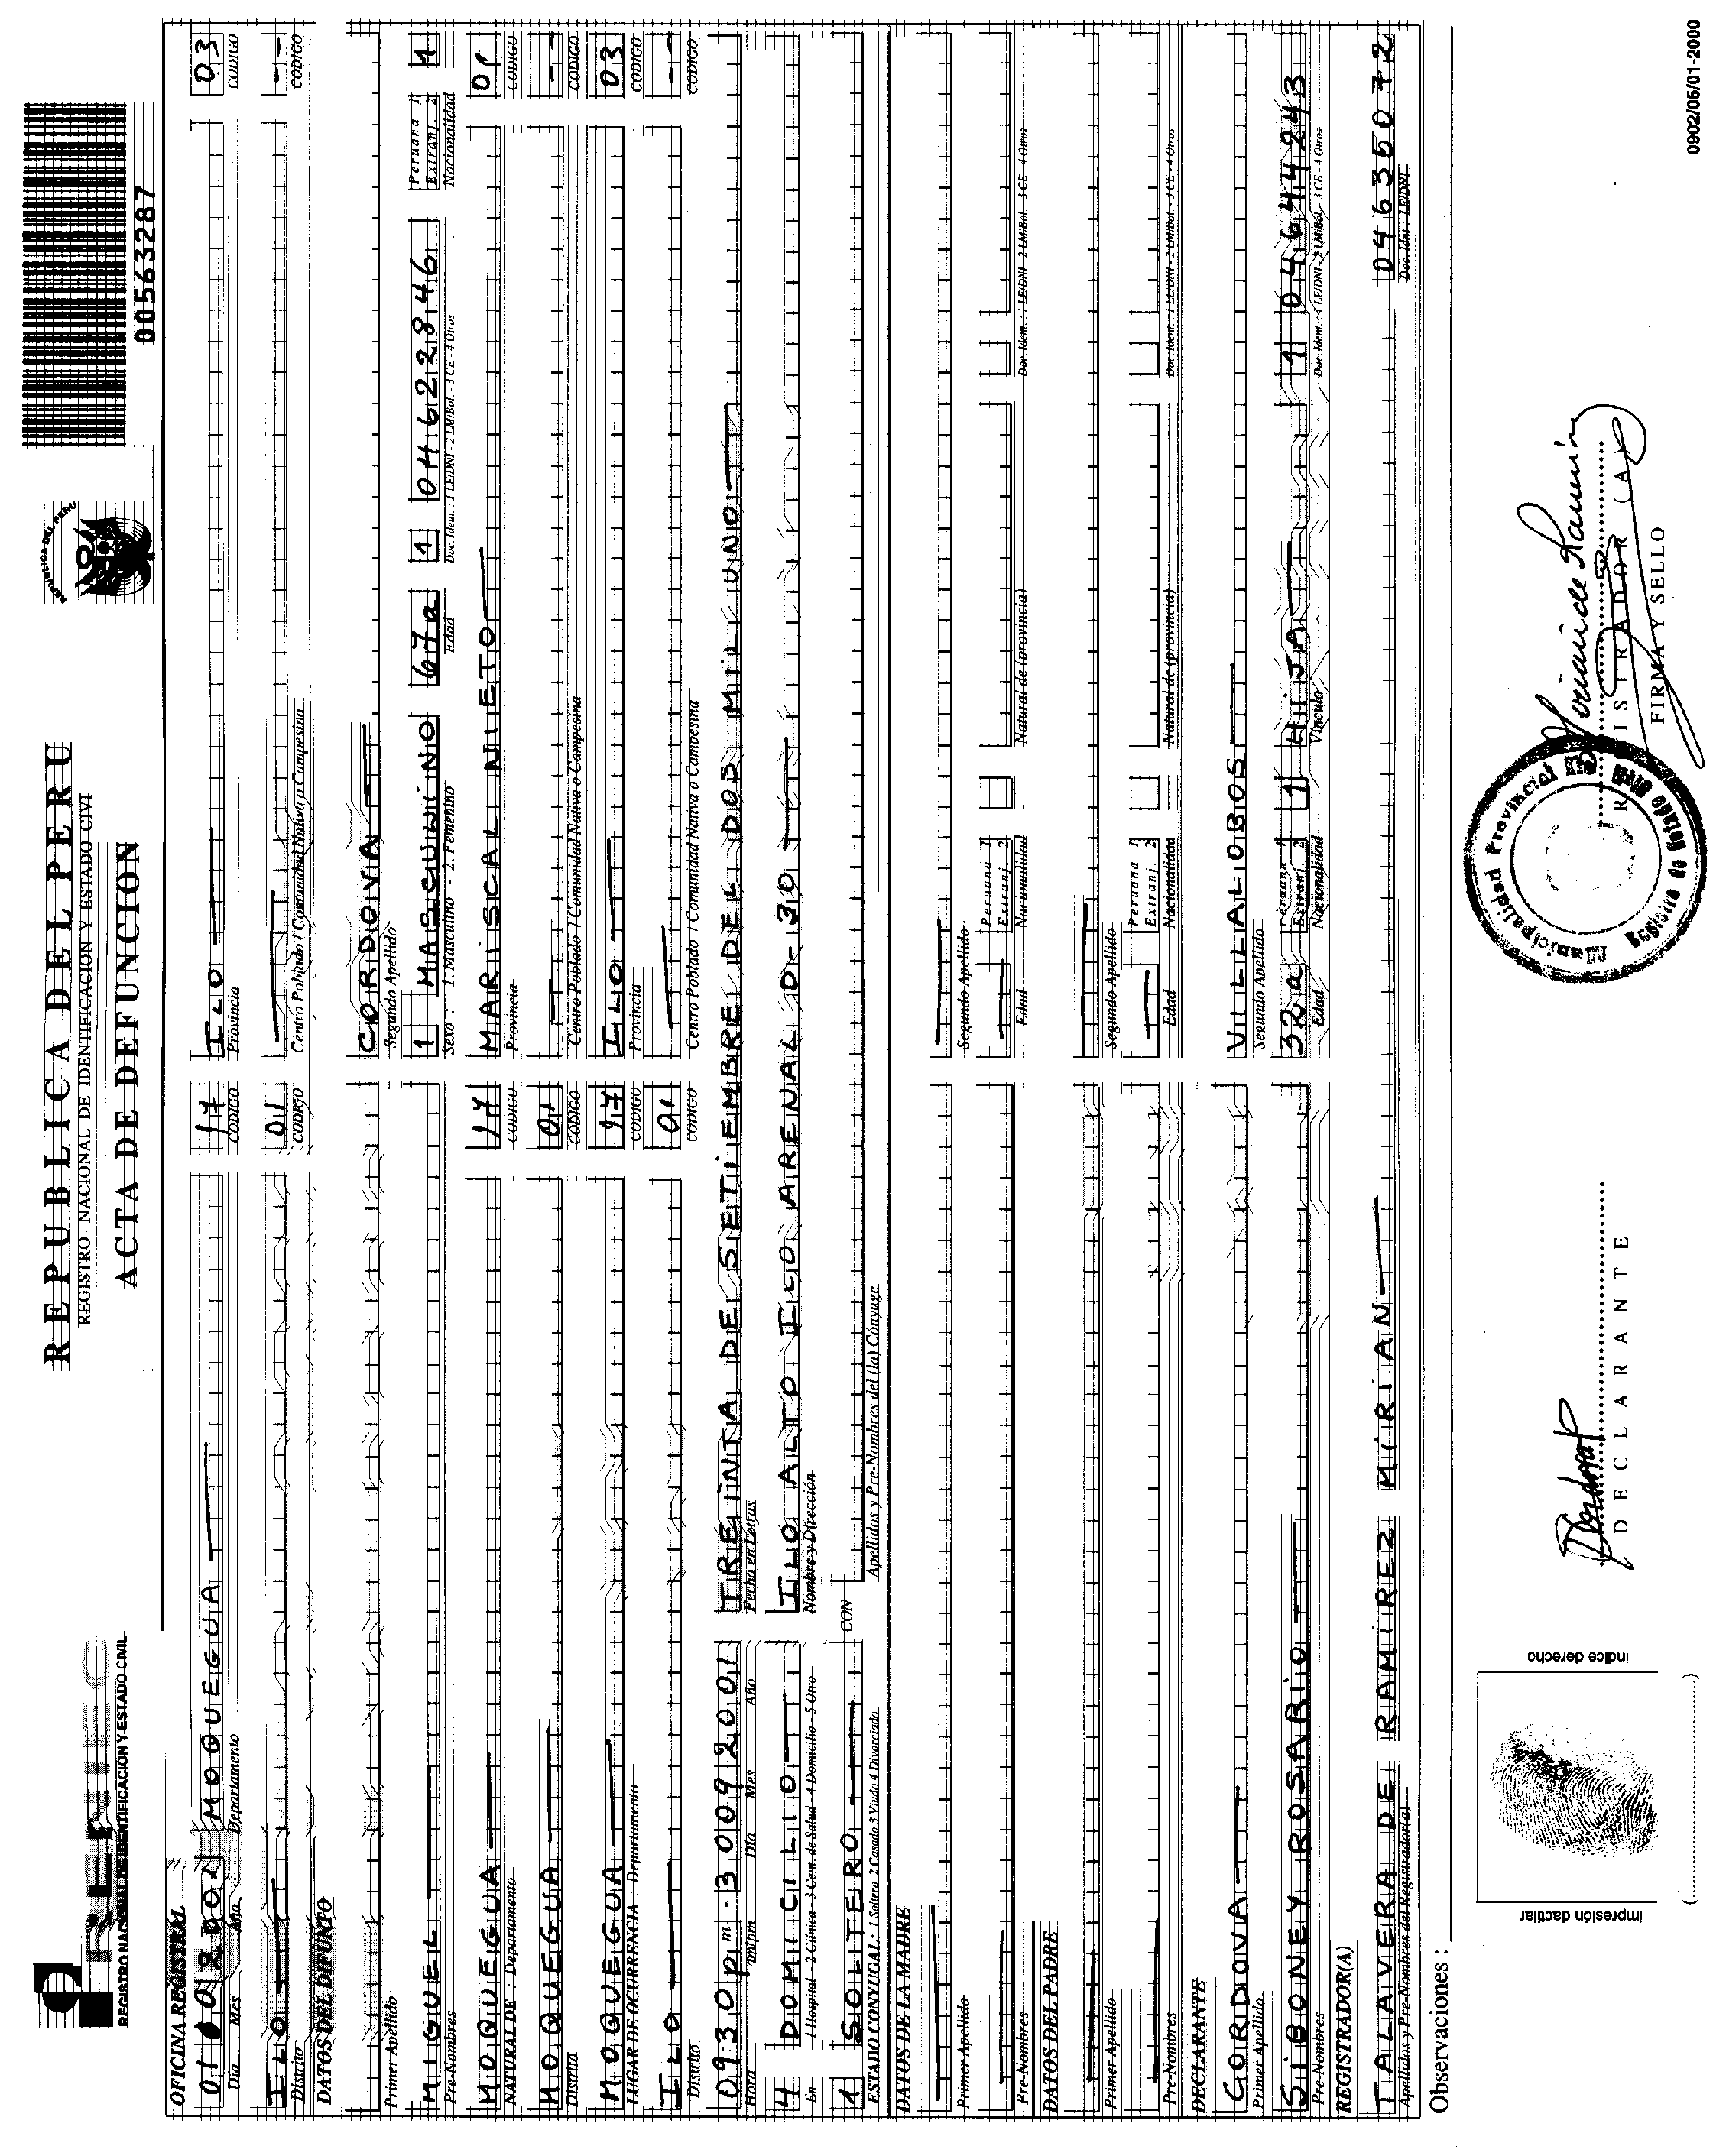 RENIEC
REGISTRO NACIONAL DE IDENTIFICACION Y ESTADO CIVIL
REPUBLICA DEL PERU
REGISTRO NACIONAL DE IDENTIFICACION Y ESTADO CIVI
ACTA DE DEFUNCION
REPUBLICA DEL PERU
00563287
OFICINA REGISTRAL
01 10 2001 MOQUEGUA 17 ILO 03
Dia Mes Año Departamento CODIGO Provincia CODIGO
ILO 01 --
Distrito CODIGO Centro Poblado / Comunidad Nativa o Campesina CODIGO
DATOS DEL DIFUNTO
CORDOVA
Primer Apellido Segundo Apellido
MIGUEL 1 MASCULINO 67a 1 04622846 Peruana 1 Extranj. 2 1
Pre-Nombres Sexo : 1 Masculino - 2. Femenino Edad Doc. Iden. : 1 LE/DNI - 2 LM/Bol. - 3 CE - 4 Otros Nacionalidad
MOQUEGUA 17 MARISCAL NIETO 01
NATURAL DE : Departamento CODIGO Provincia CODIGO
MOQUEGUA 01 --
Distrito CODIGO Centro Poblado / Comunidad Nativa o Campesina CODIGO
MOQUEGUA 17 ILO 03
LUGAR DE OCURRENCIA : Departamento CODIGO Provincia CODIGO
ILO 01 --
Distrito CODIGO Centro Poblado / Comunidad Nativa o Campesina CODIGO
0930 pm. 30 09 2001 TREINTA DE SETIEMBRE DEL DOS MIL UNO
Hora am/pm Día Mes Año Fecha en Letras
4 DOMICILIO ILO ALTO ILO ARENAL D-30
En 1 Hospital - 2 Clínica - 3 Cent. de Salud - 4 Domicilio - 5 Otro Nombre y Dirección
1 SOLTERO CON
ESTADO CONYUGAL: 1 Soltero 2 Casado 3 Viudo 4 Divorciado Apellidos y Pre-Nombres del (la) Cónyuge
DATOS DE LA MADRE
Primer Apellido Segundo Apellido
Peruana 1 Extranj. 2
Pre-Nombres Edad Nacionalidad Natural de (provincia) Doc. Iden. : 1 LE/DNI - 2 LM/Bol. - 3 CE - 4 Otros
DATOS DEL PADRE
Primer Apellido Segundo Apellido
Peruana 1 Extranj. 2
Pre-Nombres Edad Nacionalidad Natural de (provincia) Doc. Iden. : 1 LE/DNI - 2 LM/Bol. - 3 CE - 4 Otros
DECLARANTE
CORDOVA VILLALOBOS
Primer Apellido Segundo Apellido
SIBONEY ROSARIO 32a Peruana 1 Extranj. 2 1 HIJA 1 04644243
Pre-Nombres Edad Nacionalidad Vínculo Doc. Iden. : 1 LE/DNI - 2 LM/Bol. - 3 CE - 4 Otros
REGISTRADOR(A)
TALAVERA DE RAMIREZ MIRIAN 04635072
Apellidos y Pre-Nombres del Registrador(a) Doc. Idni : LE/DNI
Observaciones :
impresión dactilar
índice derecho
DECLARANTE
Municipalidad Provincial
Registro de Estado Civil
REGISTRADOR (A)
FIRMA Y SELLO
0902/05/01-2000